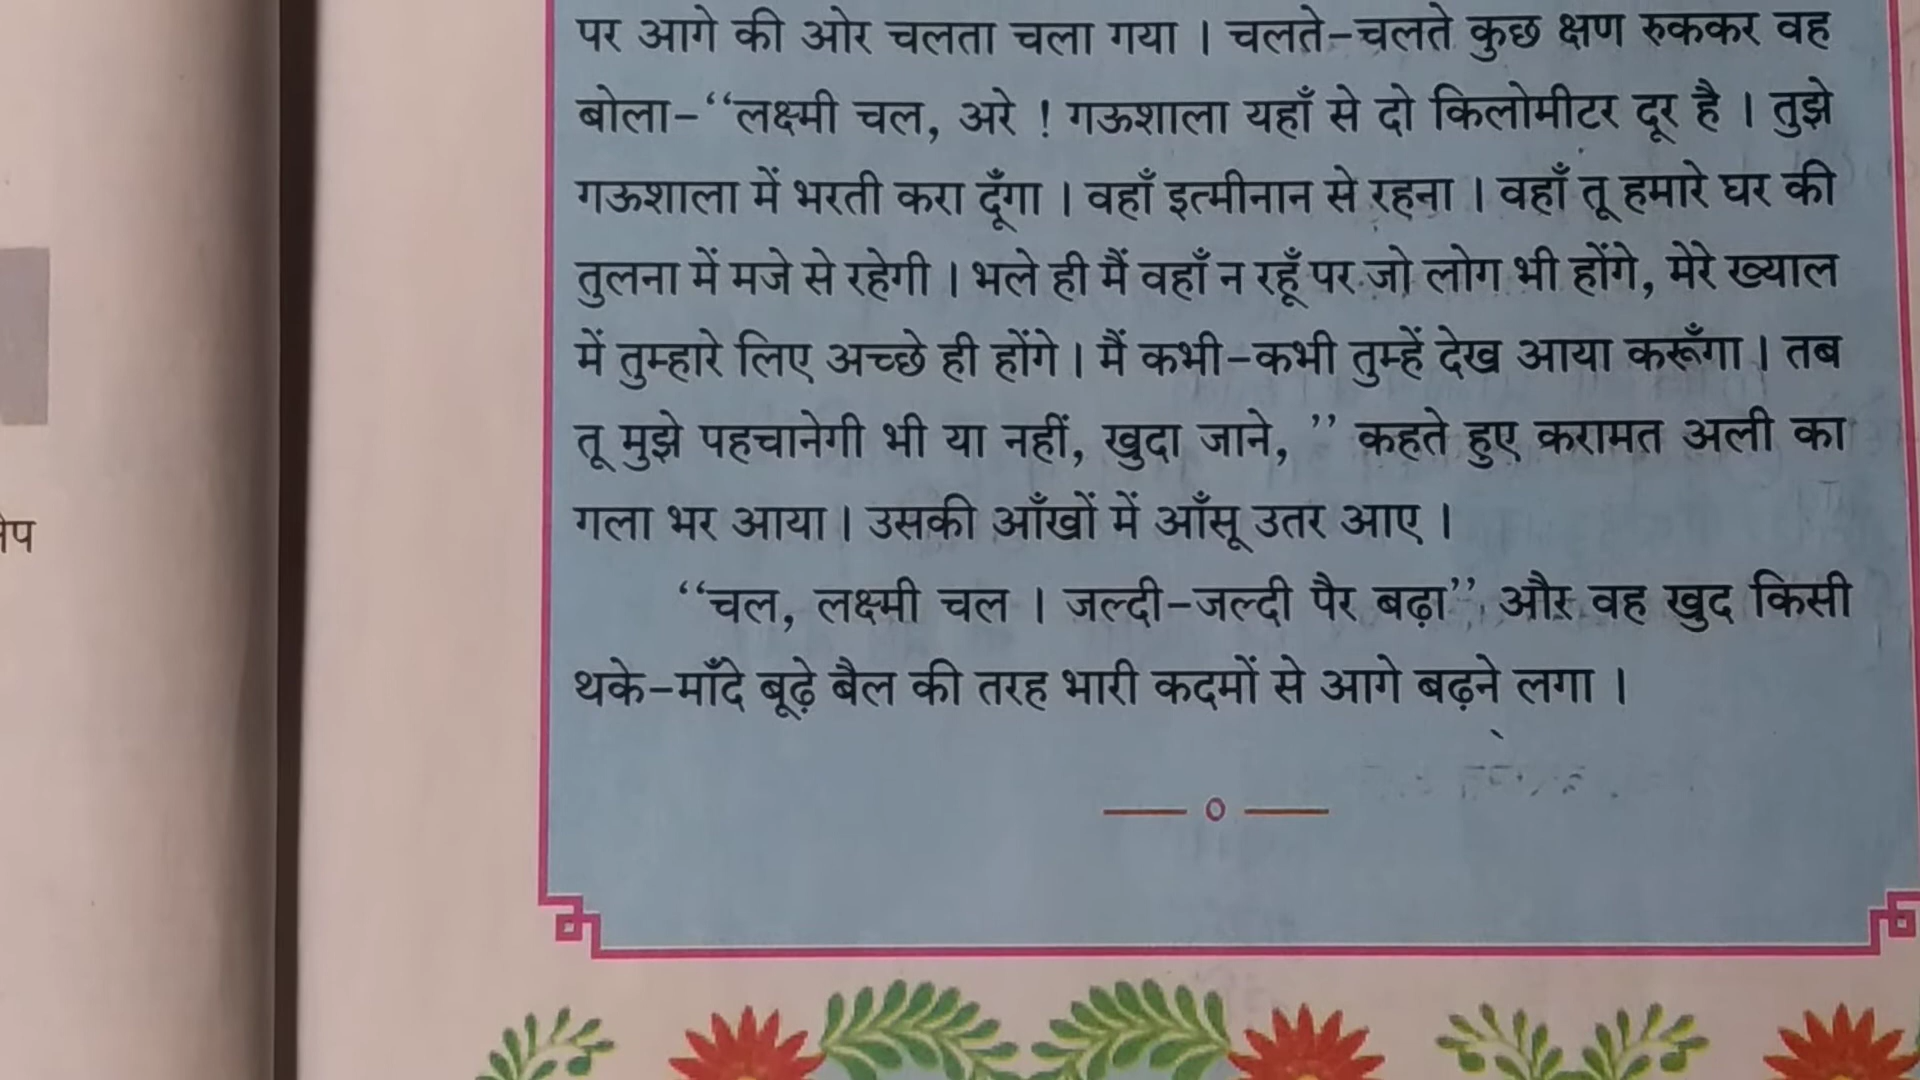 पर आगे की ओर चलता चला गया । चलते-चलते कुछ क्षण रुककर वह
बोला-“लक्ष्मी चल, अरे ! गऊशाला यहाँ से दो किलोमीटर दूर है । तुझे
गऊशाला में भरती करा दूँगा । वहाँ इत्मीनान से रहना । वहाँ तू हमारे घर की
तुलना में मजे से रहेगी । भले ही मैं वहाँ न रहूँ पर जो लोग भी होंगे, मेरे ख्याल
में तुम्हारे लिए अच्छे ही होंगे । मैं कभी-कभी तुम्हें देख आया करूँगा । तब
तू मुझे पहचानेगी भी या नहीं, खुदा जाने, ” कहते हुए करामत अली का
गला भर आया । उसकी आँखों में आँसू उतर आए ।
“चल, लक्ष्मी चल । जल्दी-जल्दी पैर बढ़ा” और वह खुद किसी
थके-माँदे बूढ़े बैल की तरह भारी कदमों से आगे बढ़ने लगा ।